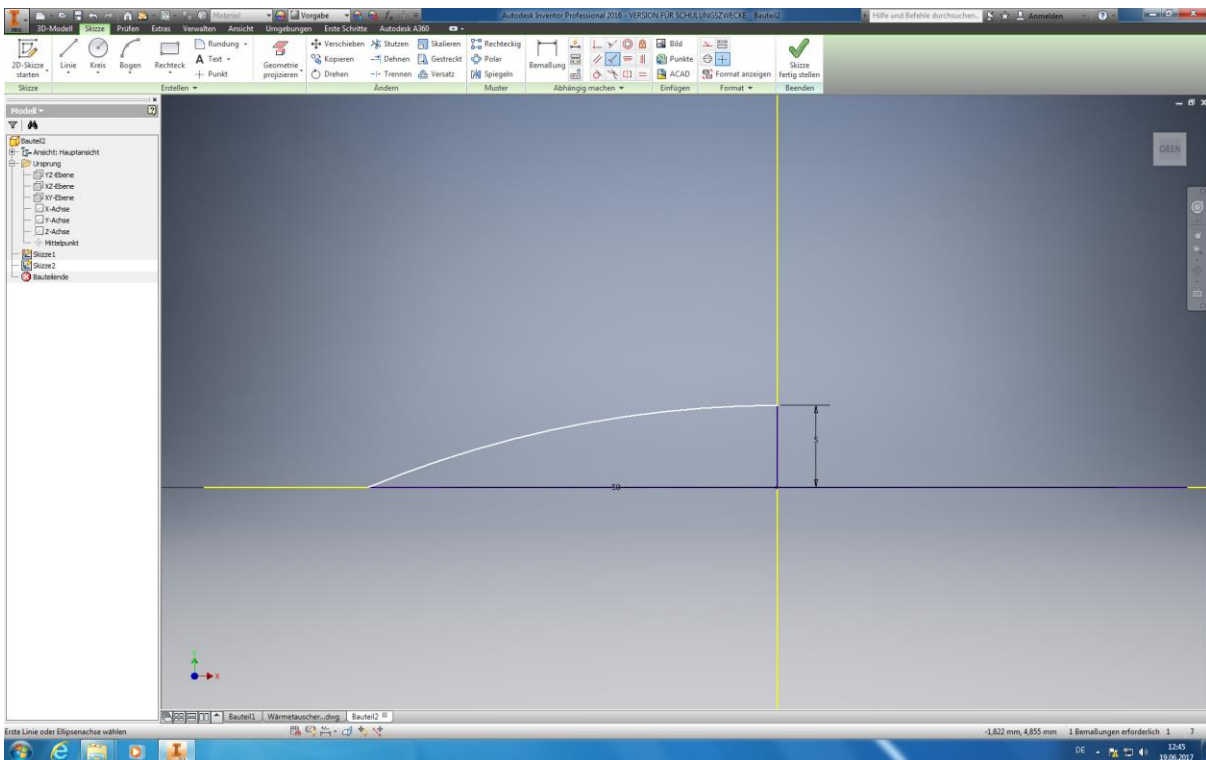 Material Vorgabe Autodesk Inventor Professional 2016 - VERSION FÜR SCHULUNGSZWECKE Bauteil2 Hilfe und Befehle durchsuchen... Anmelden
PRO 3D-Modell Skizze Prüfen Extras Verwalten Ansicht Umgebungen Erste Schritte Autodesk A360
2D-Skizze starten Linie Kreis Bogen Rechteck Rundung Text Punkt Geometrie projizieren
Verschieben Stutzen Skalieren Rechteckig
Kopieren Dehnen Gestreckt Polar
Drehen Trennen Versatz Spiegeln
Bemaßung
Bild
Punkte
ACAD Format anzeigen
Skizze fertig stellen
Skizze Erstellen Ändern Muster Abhängig machen Einfügen Format Beenden
Modell
Bauteil2
Ansicht: Hauptansicht
Ursprung
YZ-Ebene
XZ-Ebene
XY-Ebene
X-Achse
Y-Achse
Z-Achse
Mittelpunkt
Skizze1
Skizze2
Bauteilende
OBEN
5
50
X
Bauteil1 Wärmetauscher...dwg Bauteil2
Erste Linie oder Ellipsenachse wählen -1,822 mm, 4,855 mm 1 Bemaßungen erforderlich 1 7
DE 12:45
19.06.2017